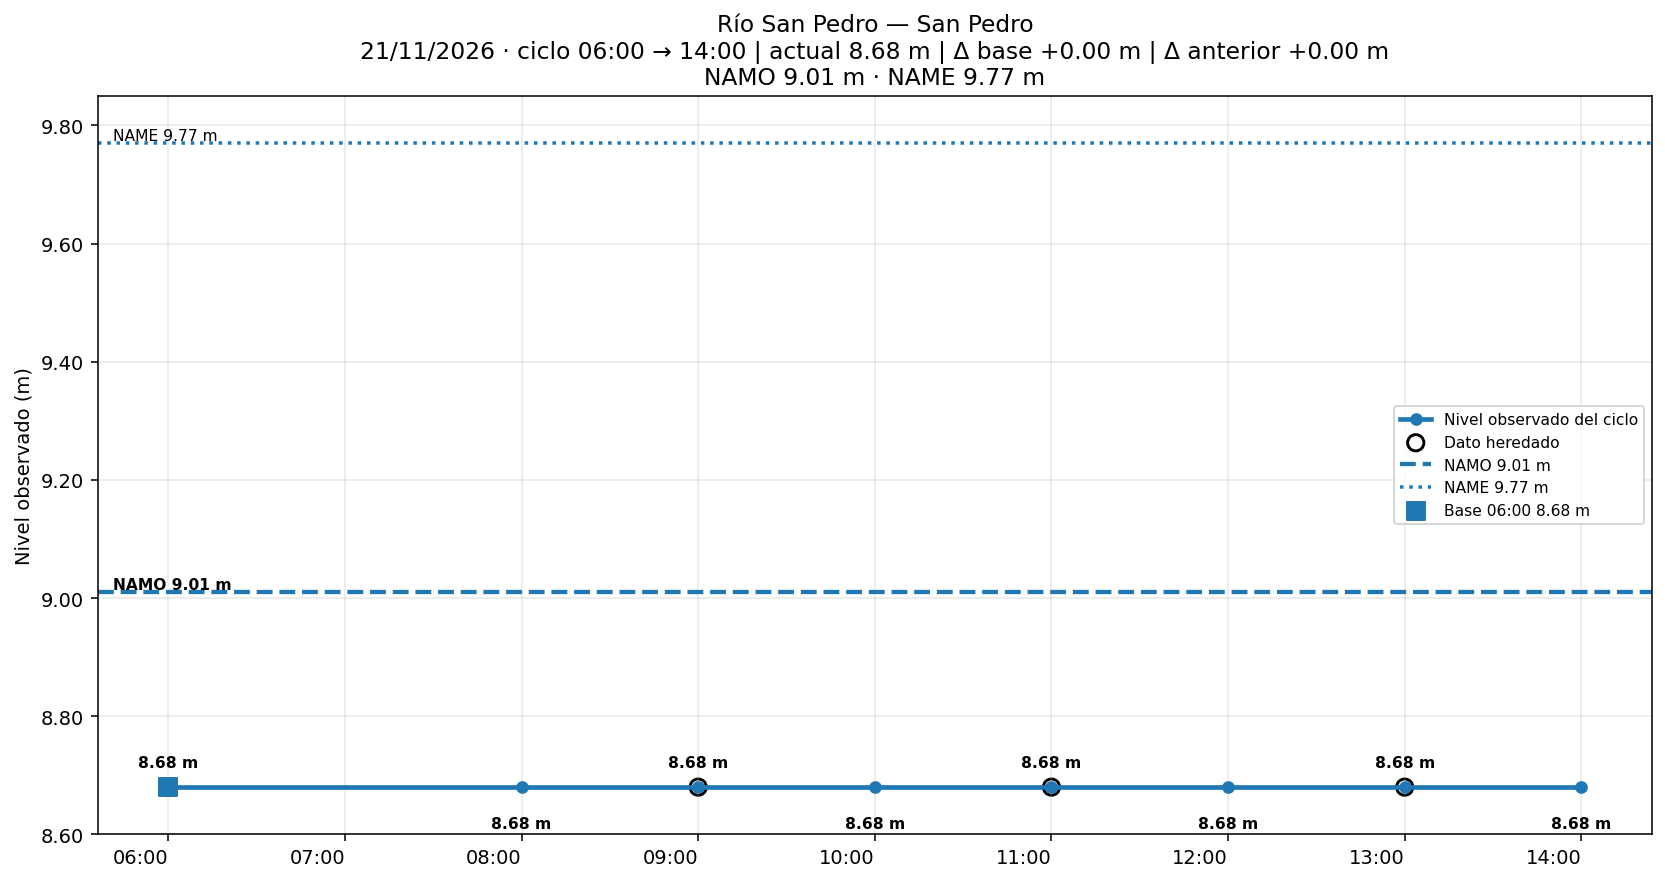 Río San Pedro — San Pedro
21/11/2026 · ciclo 06:00 → 14:00 | actual 8.68 m | Δ base +0.00 m | Δ anterior +0.00 m
NAMO 9.01 m · NAME 9.77 m
Nivel observado (m)
9.80
9.60
9.40
9.20
9.00
8.80
8.60
NAME 9.77 m
NAMO 9.01 m
Nivel observado del ciclo
Dato heredado
NAMO 9.01 m
NAME 9.77 m
Base 06:00 8.68 m
8.68 m 8.68 m 8.68 m 8.68 m
8.68 m 8.68 m 8.68 m 8.68 m
06:00 07:00 08:00 09:00 10:00 11:00 12:00 13:00 14:00